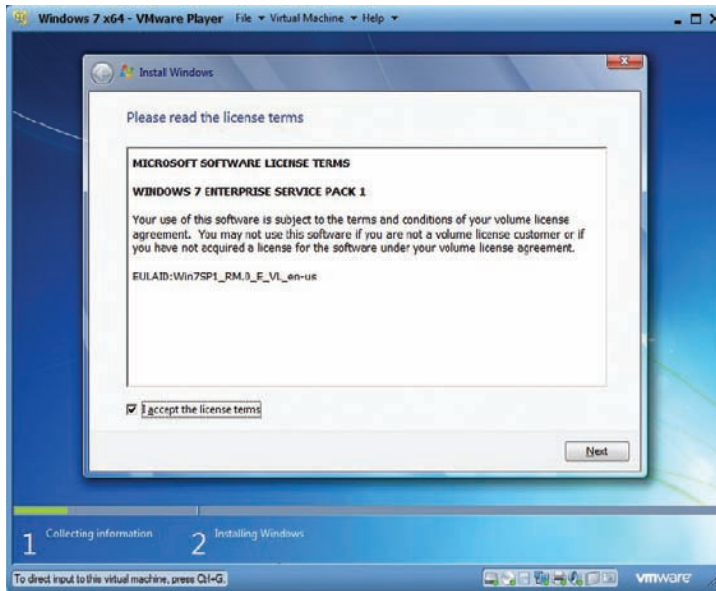 Windows 7 x64 - VMware Player File Virtual Machine Help
Install Windows
Please read the license terms
MICROSOFT SOFTWARE LICENSE TERMS
WINDOWS 7 ENTERPRISE SERVICE PACK 1
Your use of this software is subject to the terms and conditions of your volume license
agreement. You may not use this software if you are not a volume license customer or if
you have not acquired a license for the software under your volume license agreement.
EULAID:Win7SP1_RM.0_E_VL_en-us
I accept the license terms
Next
1 Collecting information 2 Installing Windows
To direct input to this virtual machine, press Ctrl+G. vmware